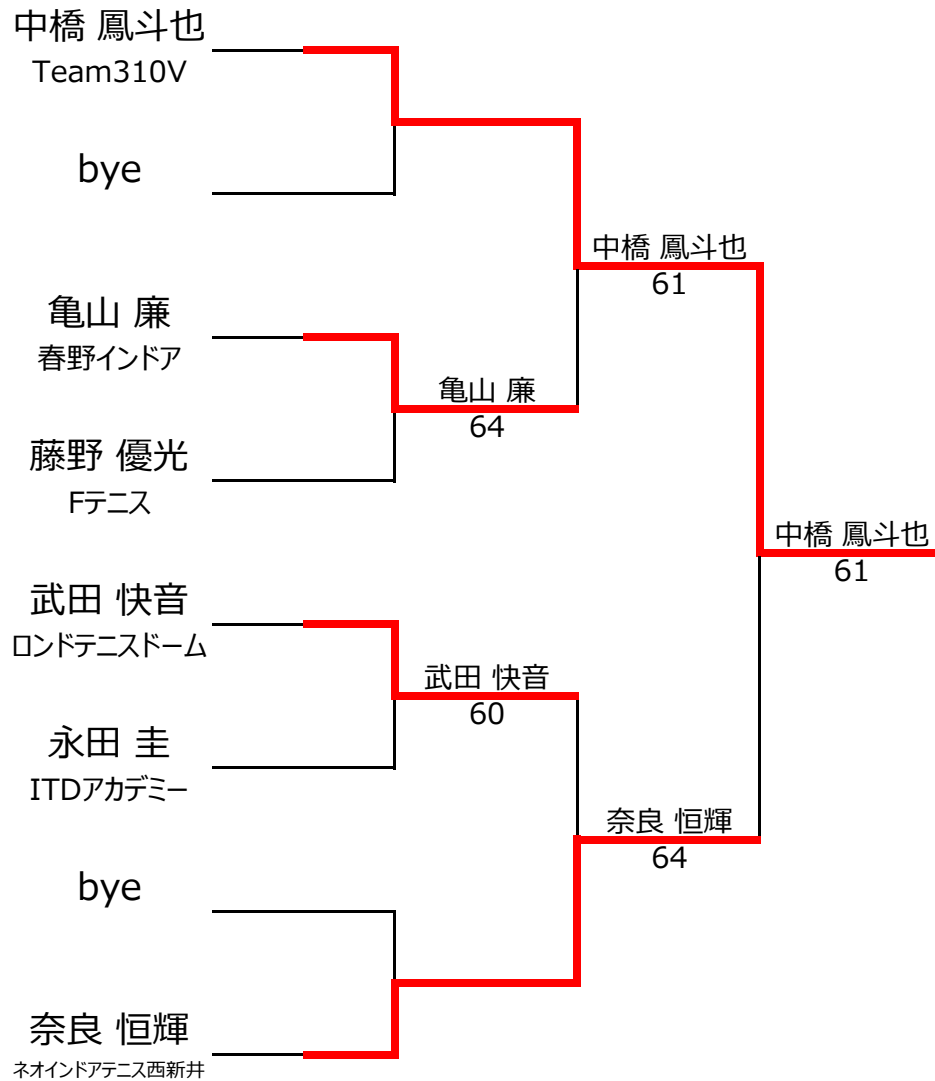 中橋 鳳斗也
Team310V
bye
中橋 鳳斗也
61
亀山 廉
春野インドア
亀山 廉
64
藤野 優光
Fテニス
中橋 鳳斗也
61
武田 快音
ロンドテニスドーム
武田 快音
60
永田 圭
ITDアカデミー
奈良 恒輝
64
bye
奈良 恒輝
ネオインドアテニス西新井